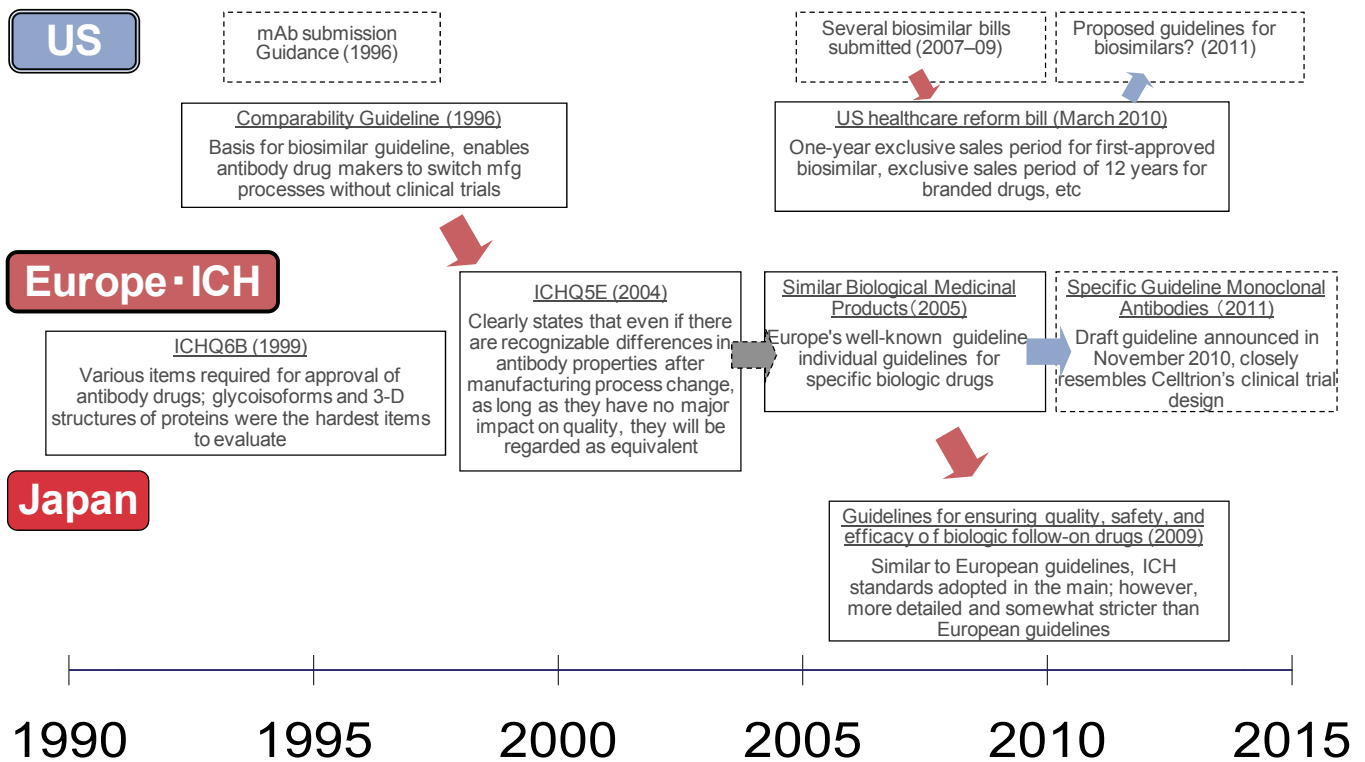 US
mAb submission
Guidance (1996)
Several biosimilar bills
submitted (2007–09)
Proposed guidelines for
biosimilars? (2011)
Comparability Guideline (1996)
Basis for biosimilar guideline, enables
antibody drug makers to switch mfg
processes without clinical trials
US healthcare reform bill (March 2010)
One-year exclusive sales period for first-approved
biosimilar, exclusive sales period of 12 years for
branded drugs, etc
Europe・ICH
ICHQ6B (1999)
Various items required for approval of
antibody drugs; glycoisoforms and 3-D
structures of proteins were the hardest items
to evaluate
ICHQ5E (2004)
Clearly states that even if there
are recognizable differences in
antibody properties after
manufacturing process change,
as long as they have no major
impact on quality, they will be
regarded as equivalent
Similar Biological Medicinal
Products(2005)
Europe's well-known guideline,
individual guidelines for
specific biologic drugs
Specific Guideline Monoclonal
Antibodies (2011)
Draft guideline announced in
November 2010, closely
resembles Celltrion's clinical trial
design
Japan
Guidelines for ensuring quality, safety, and
efficacy o f biologic follow-on drugs (2009)
Similar to European guidelines, ICH
standards adopted in the main; however,
more detailed and somewhat stricter than
European guidelines
1990 1995 2000 2005 2010 2015